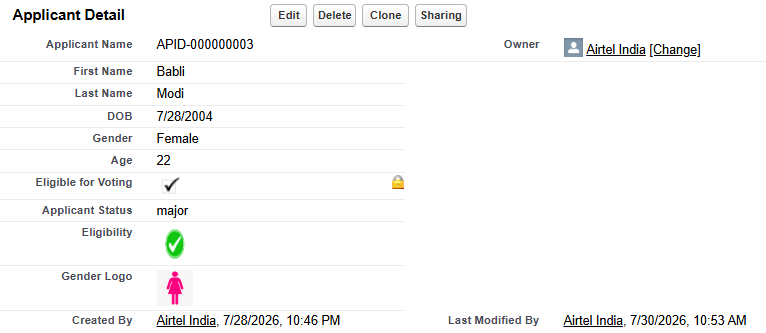 Applicant Detail Edit Delete Clone Sharing
Applicant Name APID-000000003 Owner Airtel India [Change]
First Name Babli
Last Name Modi
DOB 7/28/2004
Gender Female
Age 22
Eligible for Voting
Applicant Status major
Eligibility
Gender Logo
Created By Airtel India, 7/28/2026, 10:46 PM Last Modified By Airtel India, 7/30/2026, 10:53 AM